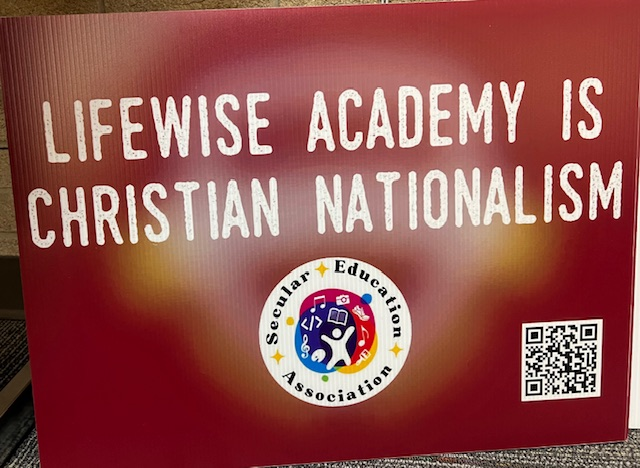 LIFEWISE ACADEMY IS
CHRISTIAN NATIONALISM
Secular Education
Association